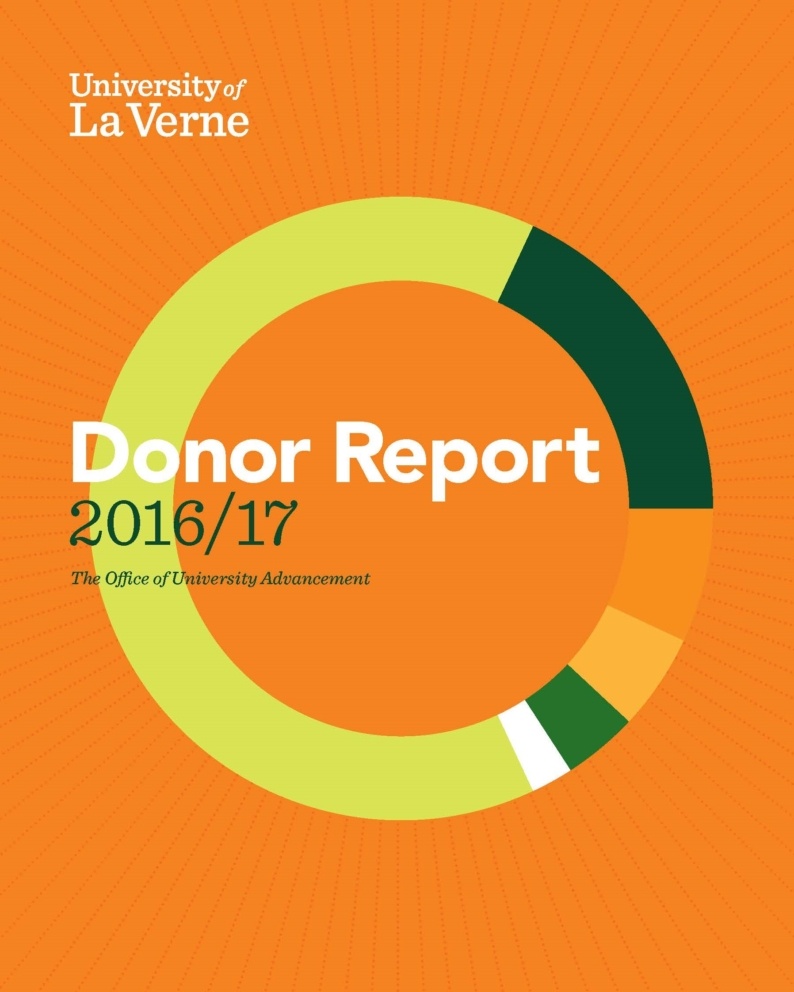 University of
La Verne
Donor Report
2016/17
The Office of University Advancement